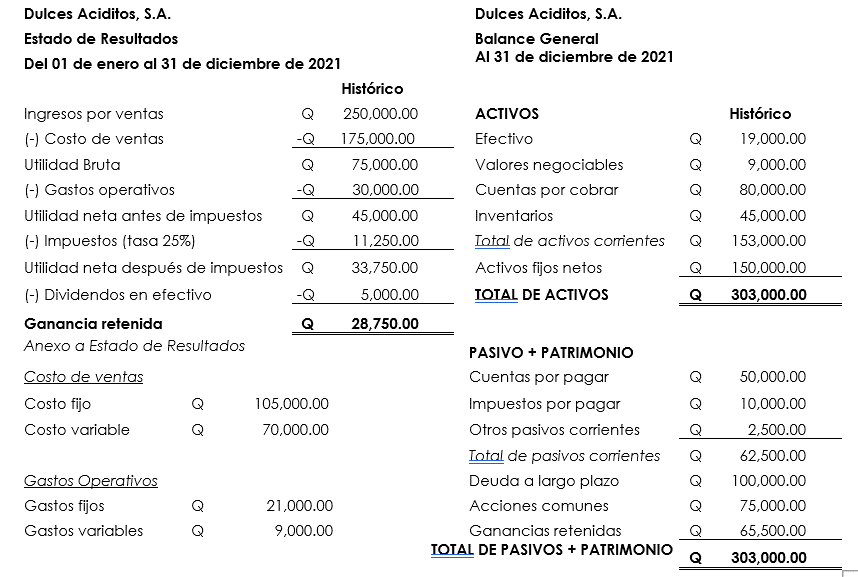 Dulces Aciditos, S.A.
Estado de Resultados
Del 01 de enero al 31 de diciembre de 2021
Histórico
Ingresos por ventas Q 250,000.00
(-) Costo de ventas -Q 175,000.00
Utilidad Bruta Q 75,000.00
(-) Gastos operativos -Q 30,000.00
Utilidad neta antes de impuestos Q 45,000.00
(-) Impuestos (tasa 25%) -Q 11,250.00
Utilidad neta después de impuestos Q 33,750.00
(-) Dividendos en efectivo -Q 5,000.00
Ganancia retenida Q 28,750.00
Anexo a Estado de Resultados
Costo de ventas
Costo fijo Q 105,000.00
Costo variable Q 70,000.00
Gastos Operativos
Gastos fijos Q 21,000.00
Gastos variables Q 9,000.00
Dulces Aciditos, S.A.
Balance General
Al 31 de diciembre de 2021
ACTIVOS Histórico
Efectivo Q 19,000.00
Valores negociables Q 9,000.00
Cuentas por cobrar Q 80,000.00
Inventarios Q 45,000.00
Total de activos corrientes Q 153,000.00
Activos fijos netos Q 150,000.00
TOTAL DE ACTIVOS Q 303,000.00
PASIVO + PATRIMONIO
Cuentas por pagar Q 50,000.00
Impuestos por pagar Q 10,000.00
Otros pasivos corrientes Q 2,500.00
Total de pasivos corrientes Q 62,500.00
Deuda a largo plazo Q 100,000.00
Acciones comunes Q 75,000.00
Ganancias retenidas Q 65,500.00
TOTAL DE PASIVOS + PATRIMONIO Q 303,000.00